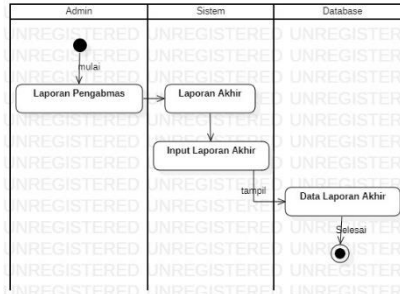 Admin
Sistem
Database
mulai
Laporan Pengabmas
Laporan Akhir
Input Laporan Akhir
tampil
Data Laporan Akhir
Selesai
UNREGISTERED